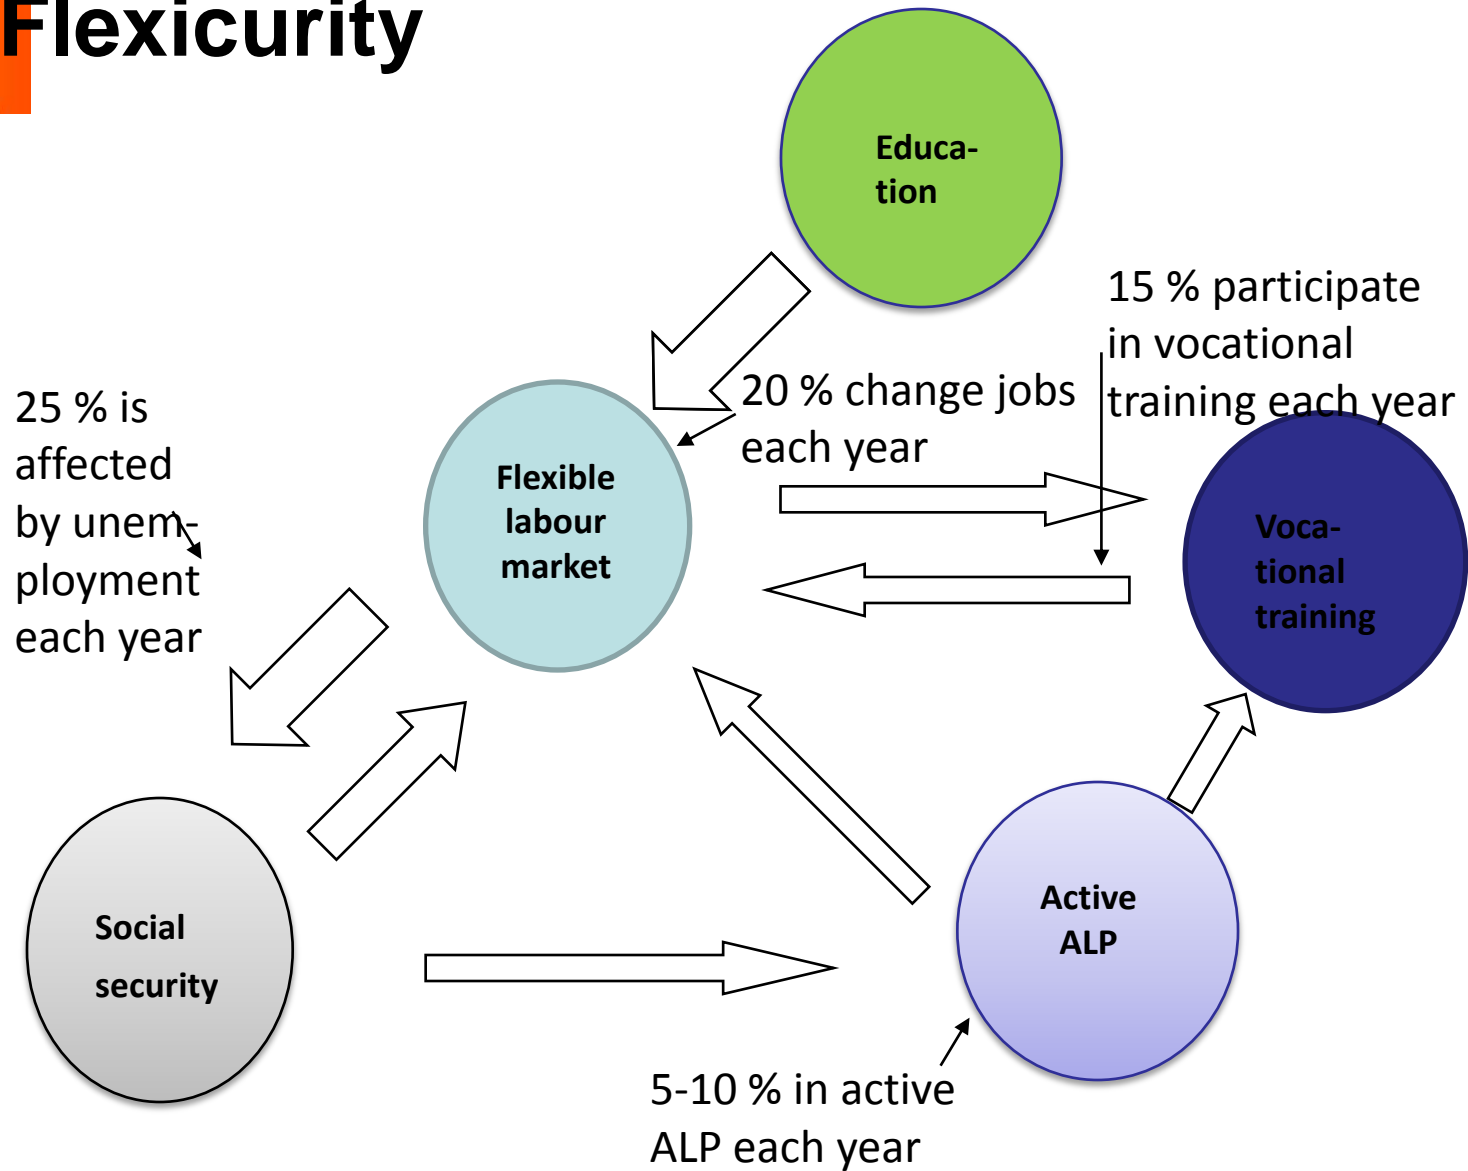 Flexicurity
Educa-
tion
15 % participate
in vocational
training each year
20 % change jobs
each year
25 % is
affected
by unem-
ployment
each year
Flexible
labour
market
Voca-
tional
training
Social
security
Active
ALP
5-10 % in active
ALP each year